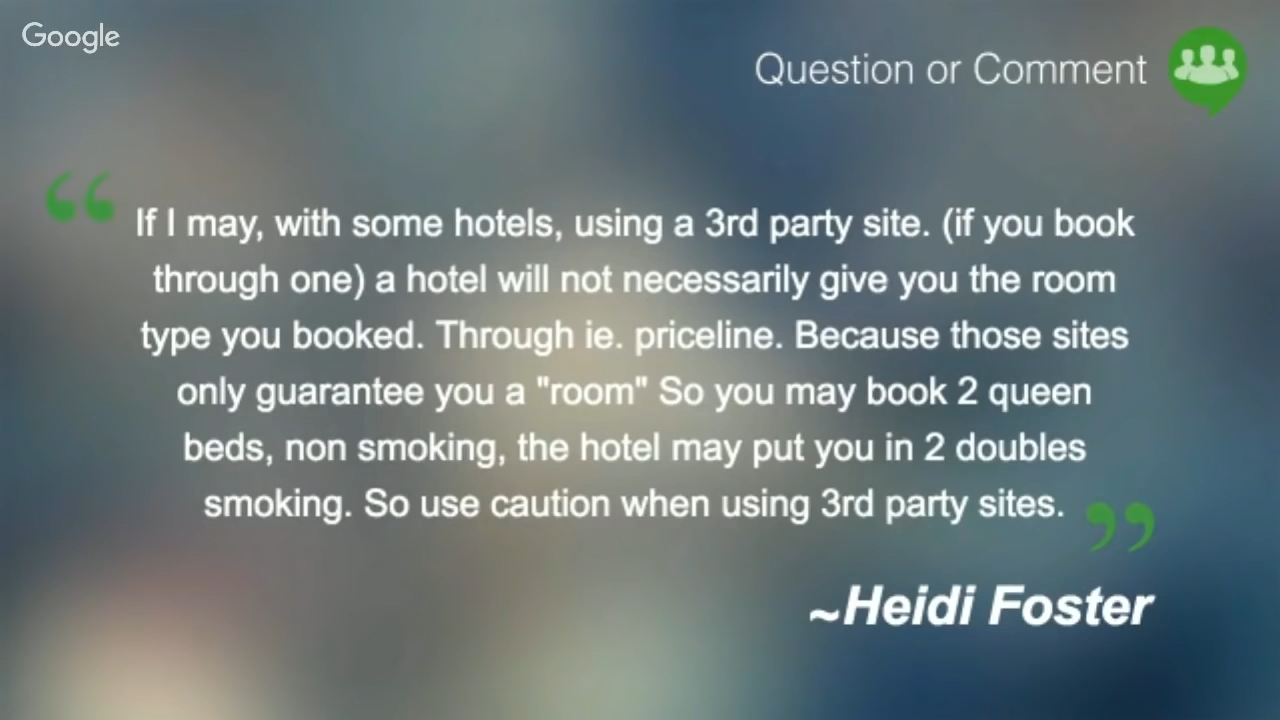 Google
Question or Comment
“ If I may, with some hotels, using a 3rd party site. (if you book
through one) a hotel will not necessarily give you the room
type you booked. Through ie. priceline. Because those sites
only guarantee you a "room" So you may book 2 queen
beds, non smoking, the hotel may put you in 2 doubles
smoking. So use caution when using 3rd party sites. ”
~Heidi Foster